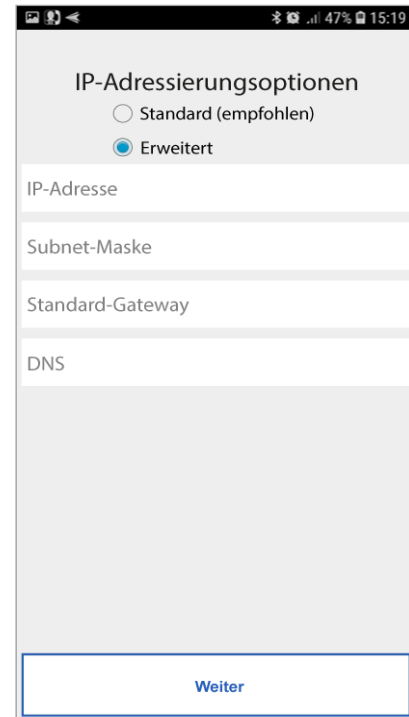 47% 15:19
IP-Adressierungsoptionen
Standard (empfohlen)
Erweitert
IP-Adresse
Subnet-Maske
Standard-Gateway
DNS
Weiter